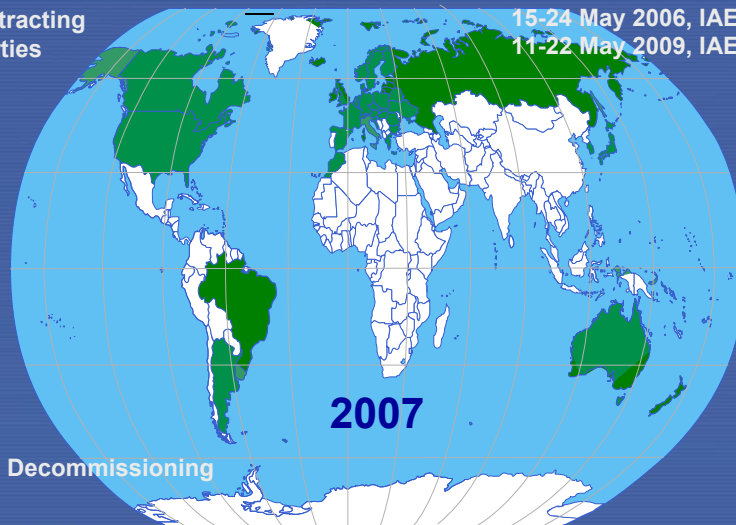 tracting
ties
15-24 May 2006, IAE
11-22 May 2009, IAE
2007
Decommissioning